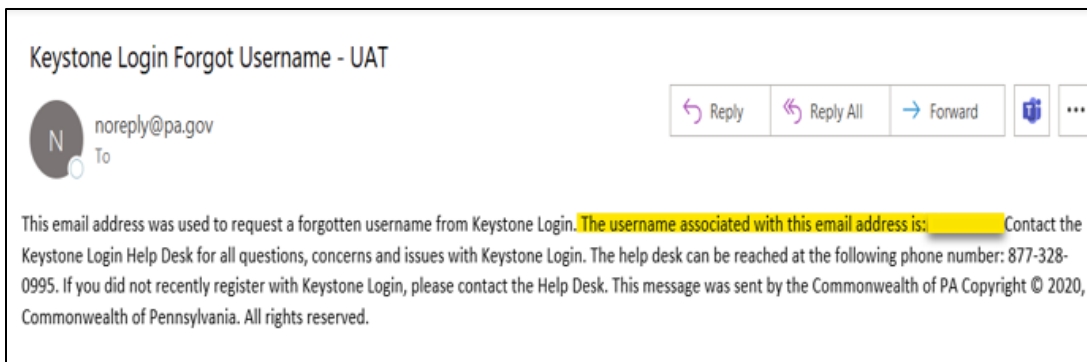 Keystone Login Forgot Username - UAT
Reply
Reply All
Forward
N
noreply@pa.gov
To
This email address was used to request a forgotten username from Keystone Login. The username associated with this email address is: Contact the
Keystone Login Help Desk for all questions, concerns and issues with Keystone Login. The help desk can be reached at the following phone number: 877-328-
0995. If you did not recently register with Keystone Login, please contact the Help Desk. This message was sent by the Commonwealth of PA Copyright © 2020,
Commonwealth of Pennsylvania. All rights reserved.